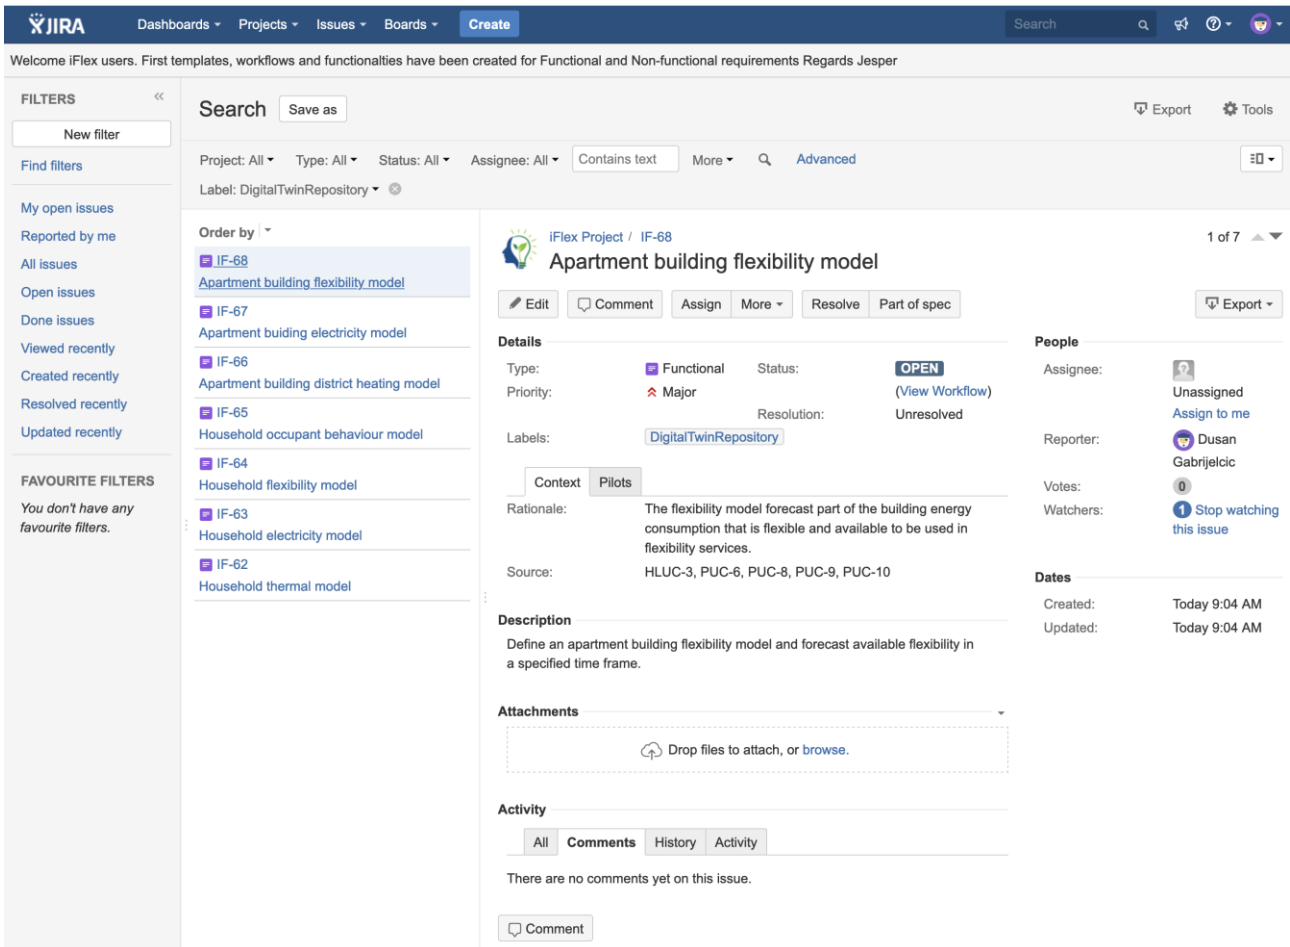 JIRA Dashboards Projects Issues Boards Create Search
Welcome iFlex users. First templates, workflows and functionalties have been created for Functional and Non-functional requirements Regards Jesper
FILTERS
New filter
Find filters
My open issues
Reported by me
All issues
Open issues
Done issues
Viewed recently
Created recently
Resolved recently
Updated recently
FAVOURITE FILTERS
You don't have any
favourite filters.
Search Save as Export Tools
Project: All Type: All Status: All Assignee: All Contains text More Advanced
Label: DigitalTwinRepository
Order by
IF-68
Apartment building flexibility model
IF-67
Apartment buiding electricity model
IF-66
Apartment building district heating model
IF-65
Household occupant behaviour model
IF-64
Household flexibility model
IF-63
Household electricity model
IF-62
Household thermal model
iFlex Project / IF-68 1 of 7
Apartment building flexibility model
Edit Comment Assign More Resolve Part of spec Export
Details
Type: Functional Status: OPEN
Priority: Major (View Workflow)
Resolution: Unresolved
Labels: DigitalTwinRepository
Context Pilots
Rationale: The flexibility model forecast part of the building energy
consumption that is flexible and available to be used in
flexibility services.
Source: HLUC-3, PUC-6, PUC-8, PUC-9, PUC-10
Description
Define an apartment building flexibility model and forecast available flexibility in
a specified time frame.
Attachments
Drop files to attach, or browse.
Activity
All Comments History Activity
There are no comments yet on this issue.
Comment
People
Assignee:
Unassigned
Assign to me
Reporter: Dusan
Gabrijelcic
Votes: 0
Watchers: 1 Stop watching
this issue
Dates
Created: Today 9:04 AM
Updated: Today 9:04 AM